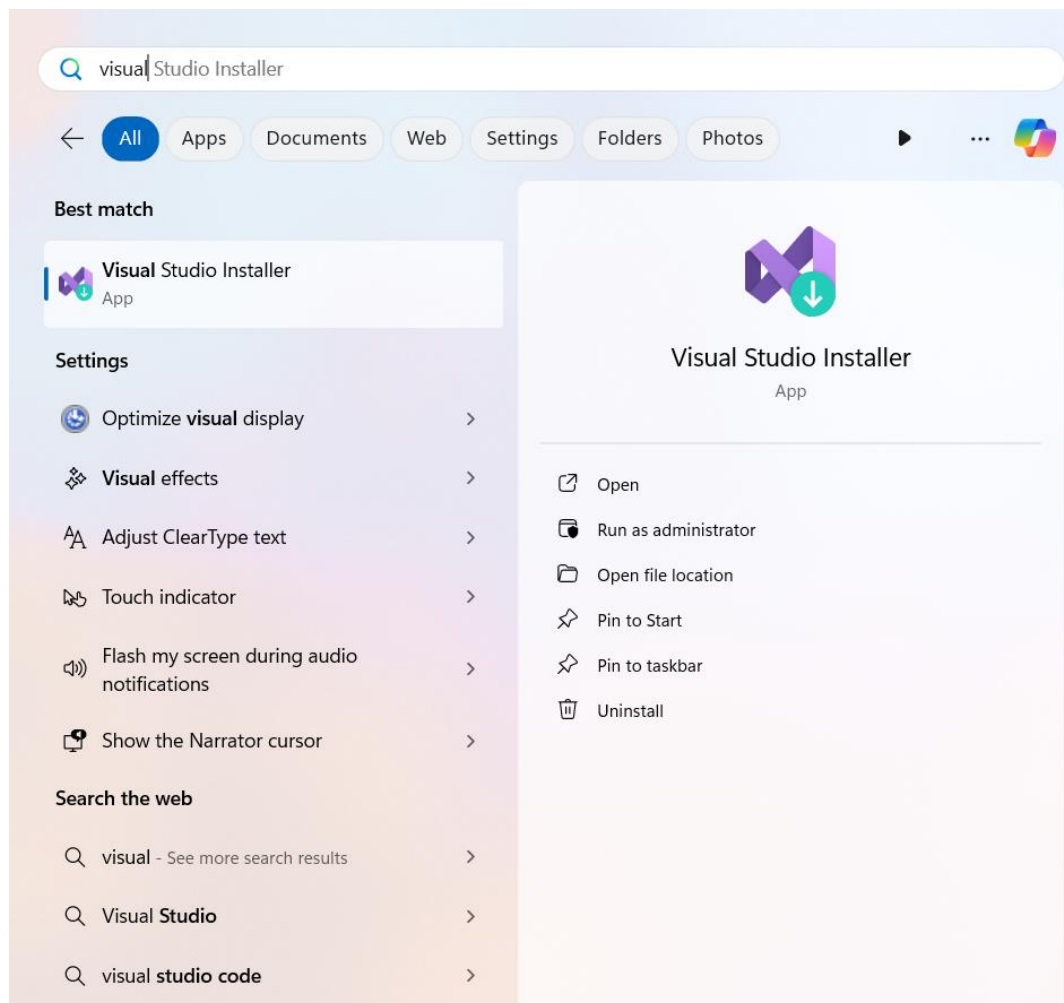 visual Studio Installer
All Apps Documents Web Settings Folders Photos
Best match
Visual Studio Installer
App
Settings
Optimize visual display
Visual effects
Adjust ClearType text
Touch indicator
Flash my screen during audio
notifications
Show the Narrator cursor
Search the web
visual - See more search results
Visual Studio
visual studio code
Visual Studio Installer
App
Open
Run as administrator
Open file location
Pin to Start
Pin to taskbar
Uninstall